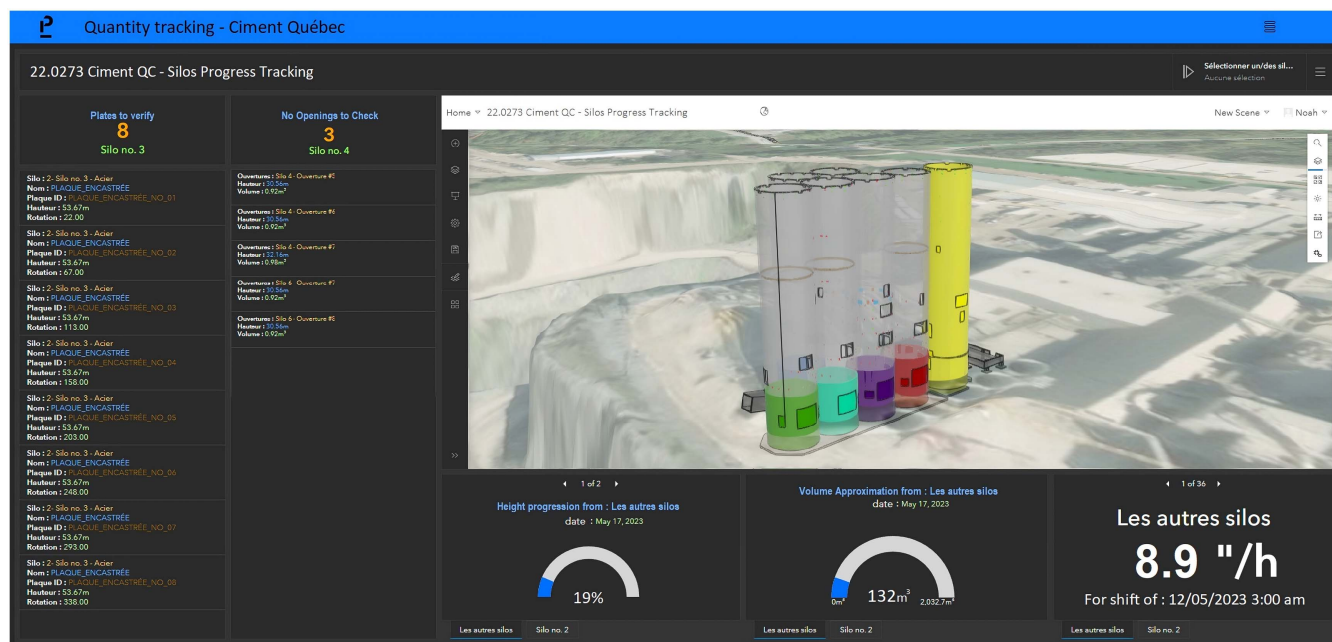 Quantity tracking - Ciment Québec
22.0273 Ciment QC - Silos Progress Tracking
Sélectionner un/des sil...
Aucune sélection
Plates to verify
8
Silo no. 3
Silo : 2- Silo no. 3 - Acier
Nom : PLAQUE_ENCASTRÉE
Plaque ID : PLAQUE_ENCASTRÉE_NO_01
Hauteur : 53.67m
Rotation : 22.00
Silo : 2- Silo no. 3 - Acier
Nom : PLAQUE_ENCASTRÉE
Plaque ID : PLAQUE_ENCASTRÉE_NO_02
Hauteur : 53.67m
Rotation : 67.00
Silo : 2- Silo no. 3 - Acier
Nom : PLAQUE_ENCASTRÉE
Plaque ID : PLAQUE_ENCASTRÉE_NO_03
Hauteur : 53.67m
Rotation : 113.00
Silo : 2- Silo no. 3 - Acier
Nom : PLAQUE_ENCASTRÉE
Plaque ID : PLAQUE_ENCASTRÉE_NO_04
Hauteur : 53.67m
Rotation : 158.00
Silo : 2- Silo no. 3 - Acier
Nom : PLAQUE_ENCASTRÉE
Plaque ID : PLAQUE_ENCASTRÉE_NO_05
Hauteur : 53.67m
Rotation : 203.00
Silo : 2- Silo no. 3 - Acier
Nom : PLAQUE_ENCASTRÉE
Plaque ID : PLAQUE_ENCASTRÉE_NO_06
Hauteur : 53.67m
Rotation : 248.00
Silo : 2- Silo no. 3 - Acier
Nom : PLAQUE_ENCASTRÉE
Plaque ID : PLAQUE_ENCASTRÉE_NO_07
Hauteur : 53.67m
Rotation : 293.00
Silo : 2- Silo no. 3 - Acier
Nom : PLAQUE_ENCASTRÉE
Plaque ID : PLAQUE_ENCASTRÉE_NO_08
Hauteur : 53.67m
Rotation : 338.00
No Openings to Check
3
Silo no. 4
Ouvertures : Silo 4 - Ouverture #5
Hauteur : 30.56m
Volume : 0.92m³
Ouvertures : Silo 4 - Ouverture #6
Hauteur : 30.56m
Volume : 0.92m³
Ouvertures : Silo 4 - Ouverture #7
Hauteur : 32.16m
Volume : 0.98m³
Ouvertures : Silo 6 - Ouverture #7
Hauteur : 30.56m
Volume : 0.92m³
Ouvertures : Silo 6 - Ouverture #8
Hauteur : 30.56m
Volume : 0.92m³
Home 22.0273 Ciment QC - Silos Progress Tracking
New Scene Noah
1 of 2
Height progression from : Les autres silos
date : May 17, 2023
19%
Les autres silos Silo no. 2
Volume Approximation from : Les autres silos
date : May 17, 2023
0m³ 132m³ 2,032.7m³
Les autres silos Silo no. 2
1 of 36
Les autres silos
8.9 "/h
For shift of : 12/05/2023 3:00 am
Les autres silos Silo no. 2